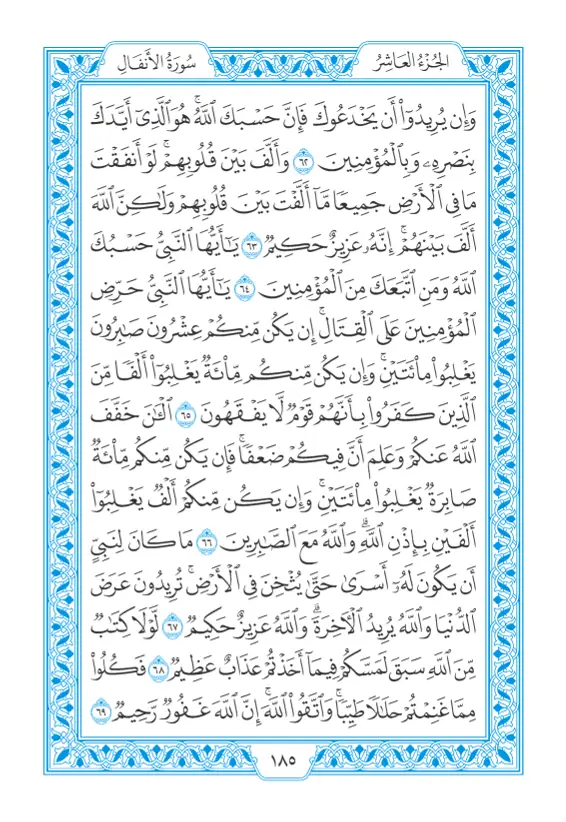 الجُزْءُ العَاشِرُ
سُورَةُ الأَنفَالِ
وَإِن يُرِيدُوٓا۟ أَن يَخْدَعُوكَ فَإِنَّ حَسْبَكَ ٱللَّهُ ۚ هُوَ ٱلَّذِىٓ أَيَّدَكَ
بِنَصْرِهِۦ وَبِٱلْمُؤْمِنِينَ ٦٢ وَأَلَّفَ بَيْنَ قُلُوبِهِمْ ۚ لَوْ أَنفَقْتَ
مَا فِى ٱلْأَرْضِ جَمِيعًا مَّآ أَلَّفْتَ بَيْنَ قُلُوبِهِمْ وَلَٰكِنَّ ٱللَّهَ
أَلَّفَ بَيْنَهُمْ ۚ إِنَّهُۥ عَزِيزٌ حَكِيمٌ ٦٣ يَٰٓأَيُّهَا ٱلنَّبِىُّ حَسْبُكَ
ٱللَّهُ وَمَنِ ٱتَّبَعَكَ مِنَ ٱلْمُؤْمِنِينَ ٦٤ يَٰٓأَيُّهَا ٱلنَّبِىُّ حَرِّضِ
ٱلْمُؤْمِنِينَ عَلَى ٱلْقِتَالِ ۚ إِن يَكُن مِّنكُمْ عِشْرُونَ صَٰبِرُونَ
يَغْلِبُوا۟ مِا۟ئَتَيْنِ ۚ وَإِن يَكُن مِّنكُم مِّا۟ئَةٌ يَغْلِبُوٓا۟ أَلْفًا مِّنَ
ٱلَّذِينَ كَفَرُوا۟ بِأَنَّهُمْ قَوْمٌ لَّا يَفْقَهُونَ ٦٥ ٱلْـَٰٔنَ خَفَّفَ
ٱللَّهُ عَنكُمْ وَعَلِمَ أَنَّ فِيكُمْ ضَعْفًا ۚ فَإِن يَكُن مِّنكُم مِّا۟ئَةٌ
صَابِرَةٌ يَغْلِبُوا۟ مِا۟ئَتَيْنِ ۚ وَإِن يَكُن مِّنكُمْ أَلْفٌ يَغْلِبُوٓا۟
أَلْفَيْنِ بِإِذْنِ ٱللَّهِ ۗ وَٱللَّهُ مَعَ ٱلصَّٰبِرِينَ ٦٦ مَا كَانَ لِنَبِىٍّ
أَن يَكُونَ لَهُۥٓ أَسْرَىٰ حَتَّىٰ يُثْخِنَ فِى ٱلْأَرْضِ ۚ تُرِيدُونَ عَرَضَ
ٱلدُّنْيَا وَٱللَّهُ يُرِيدُ ٱلْءَاخِرَةَ ۗ وَٱللَّهُ عَزِيزٌ حَكِيمٌ ٦٧ لَّوْلَا كِتَٰبٌ
مِّنَ ٱللَّهِ سَبَقَ لَمَسَّكُمْ فِيمَآ أَخَذْتُمْ عَذَابٌ عَظِيمٌ ٦٨ فَكُلُوا۟
مِمَّا غَنِمْتُمْ حَلَٰلًا طَيِّبًا ۚ وَٱتَّقُوا۟ ٱللَّهَ ۚ إِنَّ ٱللَّهَ غَفُورٌ رَّحِيمٌ ٦٩
١٨٥